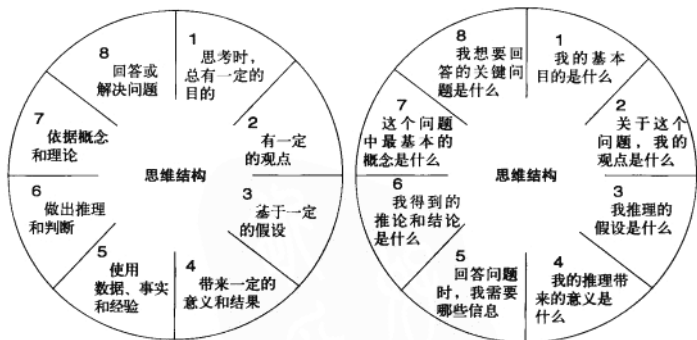 1
思考时,
总有一定的
目的
2
有一定
的观点
3
基于一定
的假设
4
带来一定的
意义和结果
5
使用
数据、事实
和经验
6
做出推理
和判断
7
依据概念
和理论
8
回答或
解决问题
思维结构
1
我的基本
目的是什么
2
关于这个
问题,我的
观点是什么
3
我推理的
假设是什么
4
我的推理带
来的意义是
什么
5
回答问题
时,我需要
哪些信息
6
我得到的
推论和结论
是什么
7
这个问题
中最基本的
概念是什么
8
我想要回
答的关键问
题是什么
思维结构